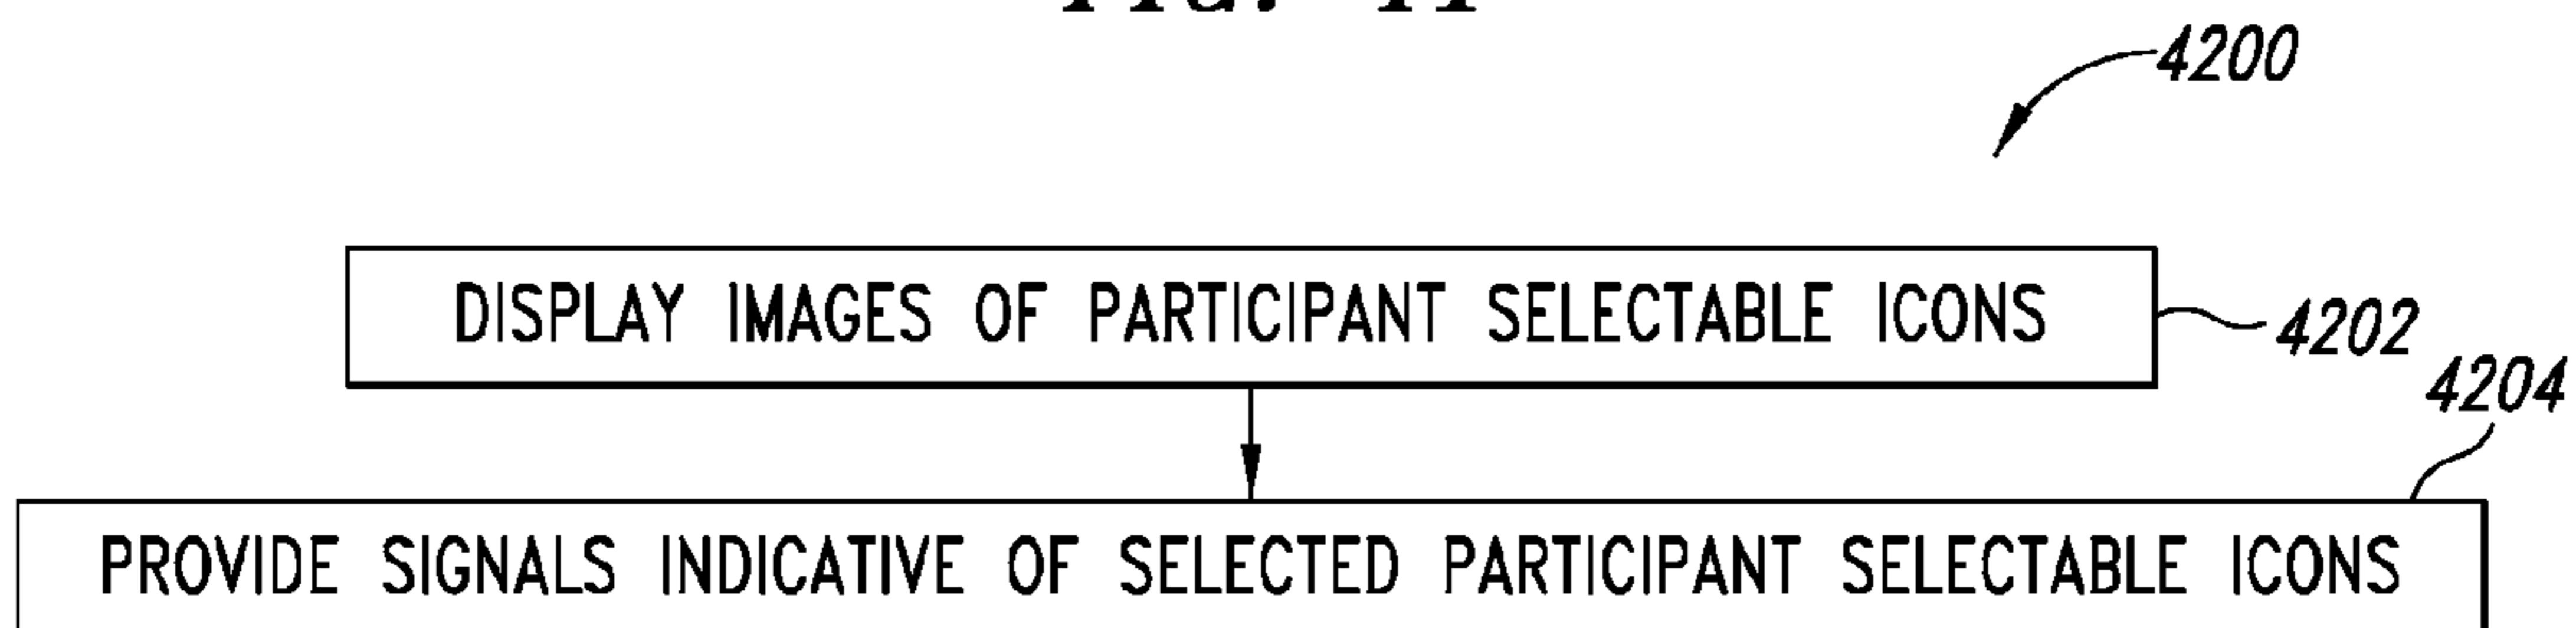 4200
DISPLAY IMAGES OF PARTICIPANT SELECTABLE ICONS
4202
4204
PROVIDE SIGNALS INDICATIVE OF SELECTED PARTICIPANT SELECTABLE ICONS